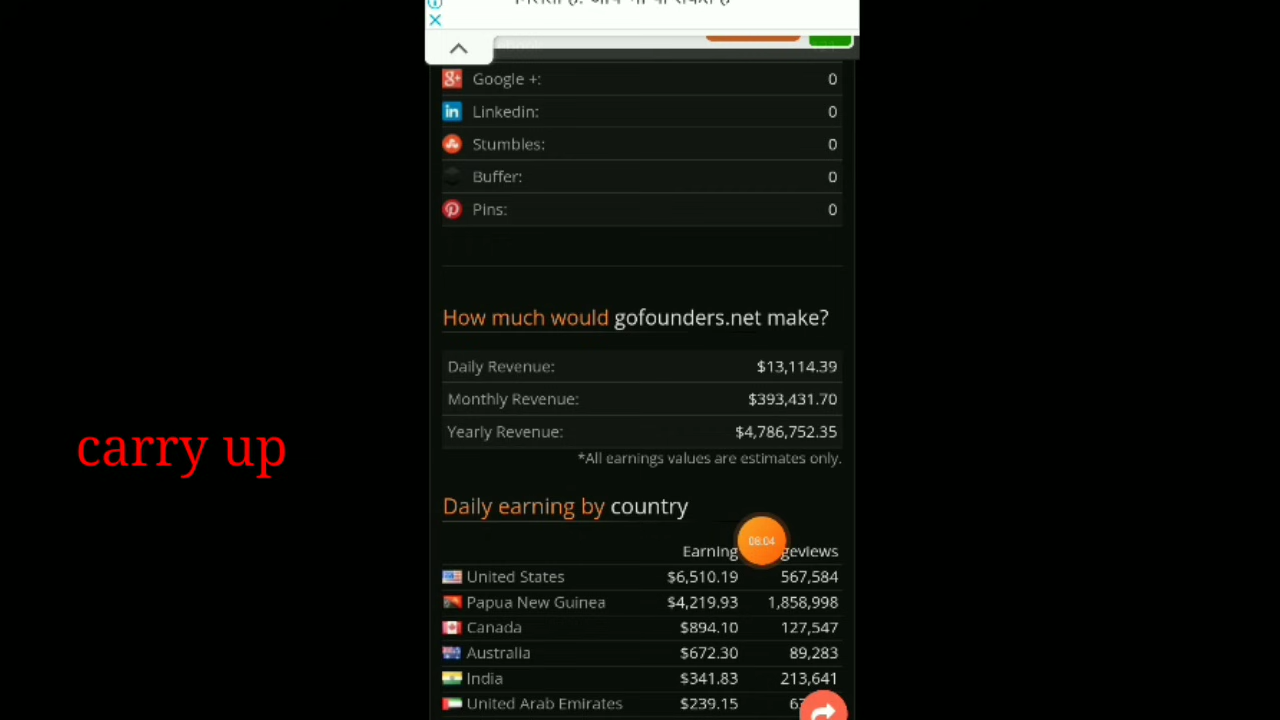 Google +: 0
Linkedin: 0
Stumbles: 0
Buffer: 0
Pins: 0
How much would gofounders.net make?
Daily Revenue: $13,114.39
Monthly Revenue: $393,431.70
carry up
Yearly Revenue: $4,786,752.35
*All earnings values are estimates only.
Daily earning by country
08:04
Earning geviews
United States $6,510.19 567,584
Papua New Guinea $4,219.93 1,858,998
Canada $894.10 127,547
Australia $672.30 89,283
India $341.83 213,641
United Arab Emirates $239.15